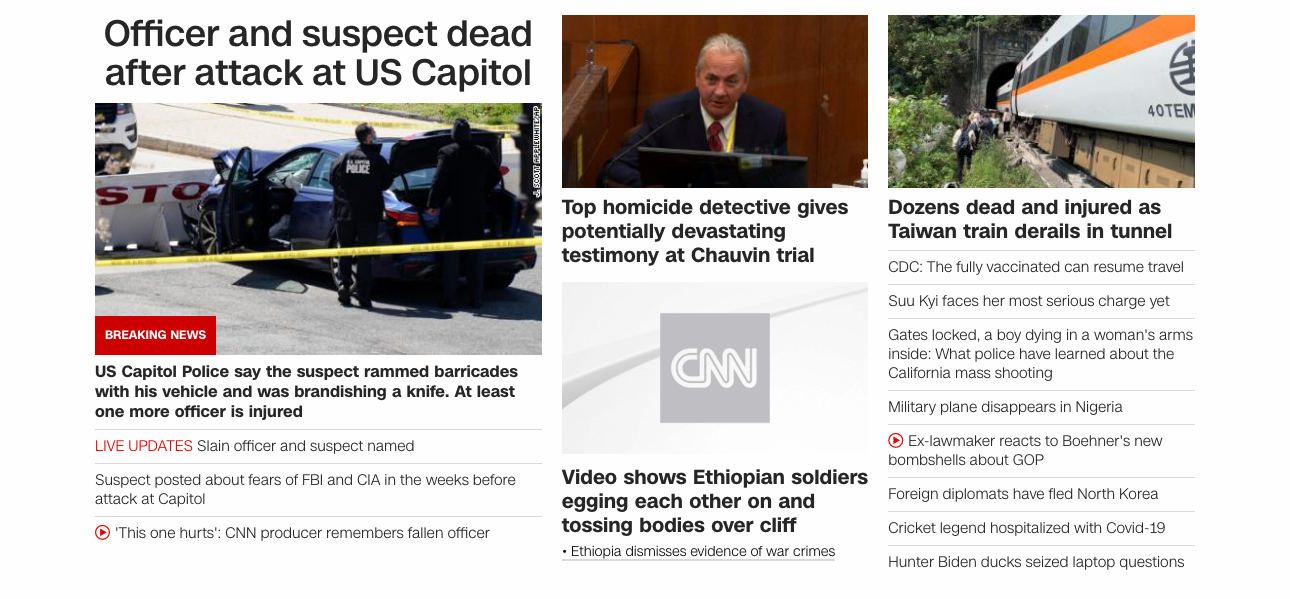 Officer and suspect dead
after attack at US Capitol
J. SCOTT APPLEWHITE/AP
U.S. CAPITOL
POLICE
STO
BREAKING NEWS
US Capitol Police say the suspect rammed barricades
with his vehicle and was brandishing a knife. At least
one more officer is injured
LIVE UPDATES Slain officer and suspect named
Suspect posted about fears of FBI and CIA in the weeks before
attack at Capitol
'This one hurts': CNN producer remembers fallen officer
Top homicide detective gives
potentially devastating
testimony at Chauvin trial
CNN
Video shows Ethiopian soldiers
egging each other on and
tossing bodies over cliff
• Ethiopia dismisses evidence of war crimes
40TEM
Dozens dead and injured as
Taiwan train derails in tunnel
CDC: The fully vaccinated can resume travel
Suu Kyi faces her most serious charge yet
Gates locked, a boy dying in a woman's arms
inside: What police have learned about the
California mass shooting
Military plane disappears in Nigeria
Ex-lawmaker reacts to Boehner's new
bombshells about GOP
Foreign diplomats have fled North Korea
Cricket legend hospitalized with Covid-19
Hunter Biden ducks seized laptop questions